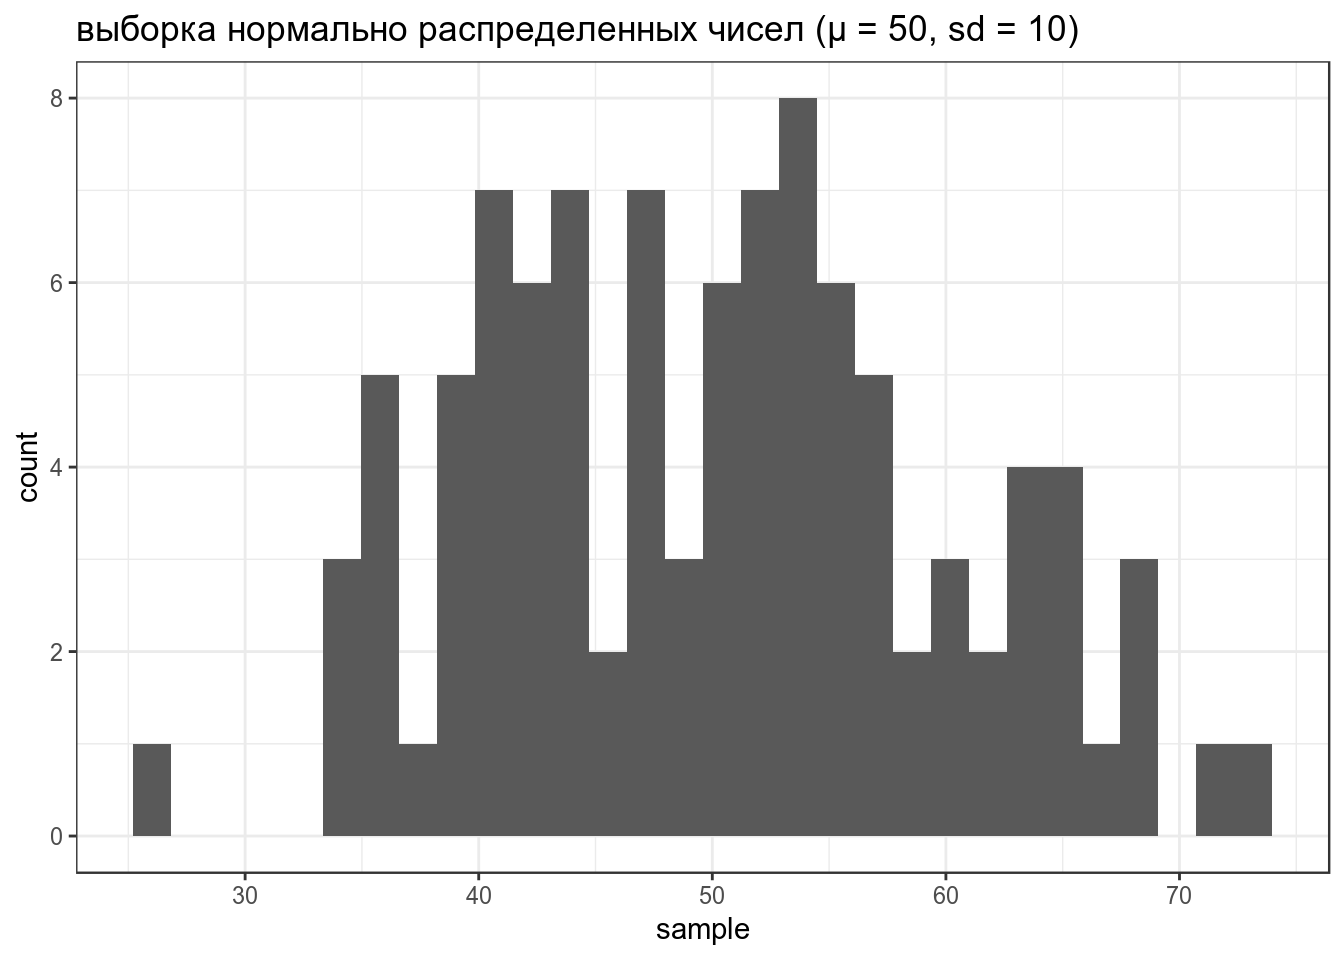 выборка нормально распределенных чисел (μ = 50, sd = 10)
8
6
4
2
0
count
30 40 50 60 70
sample